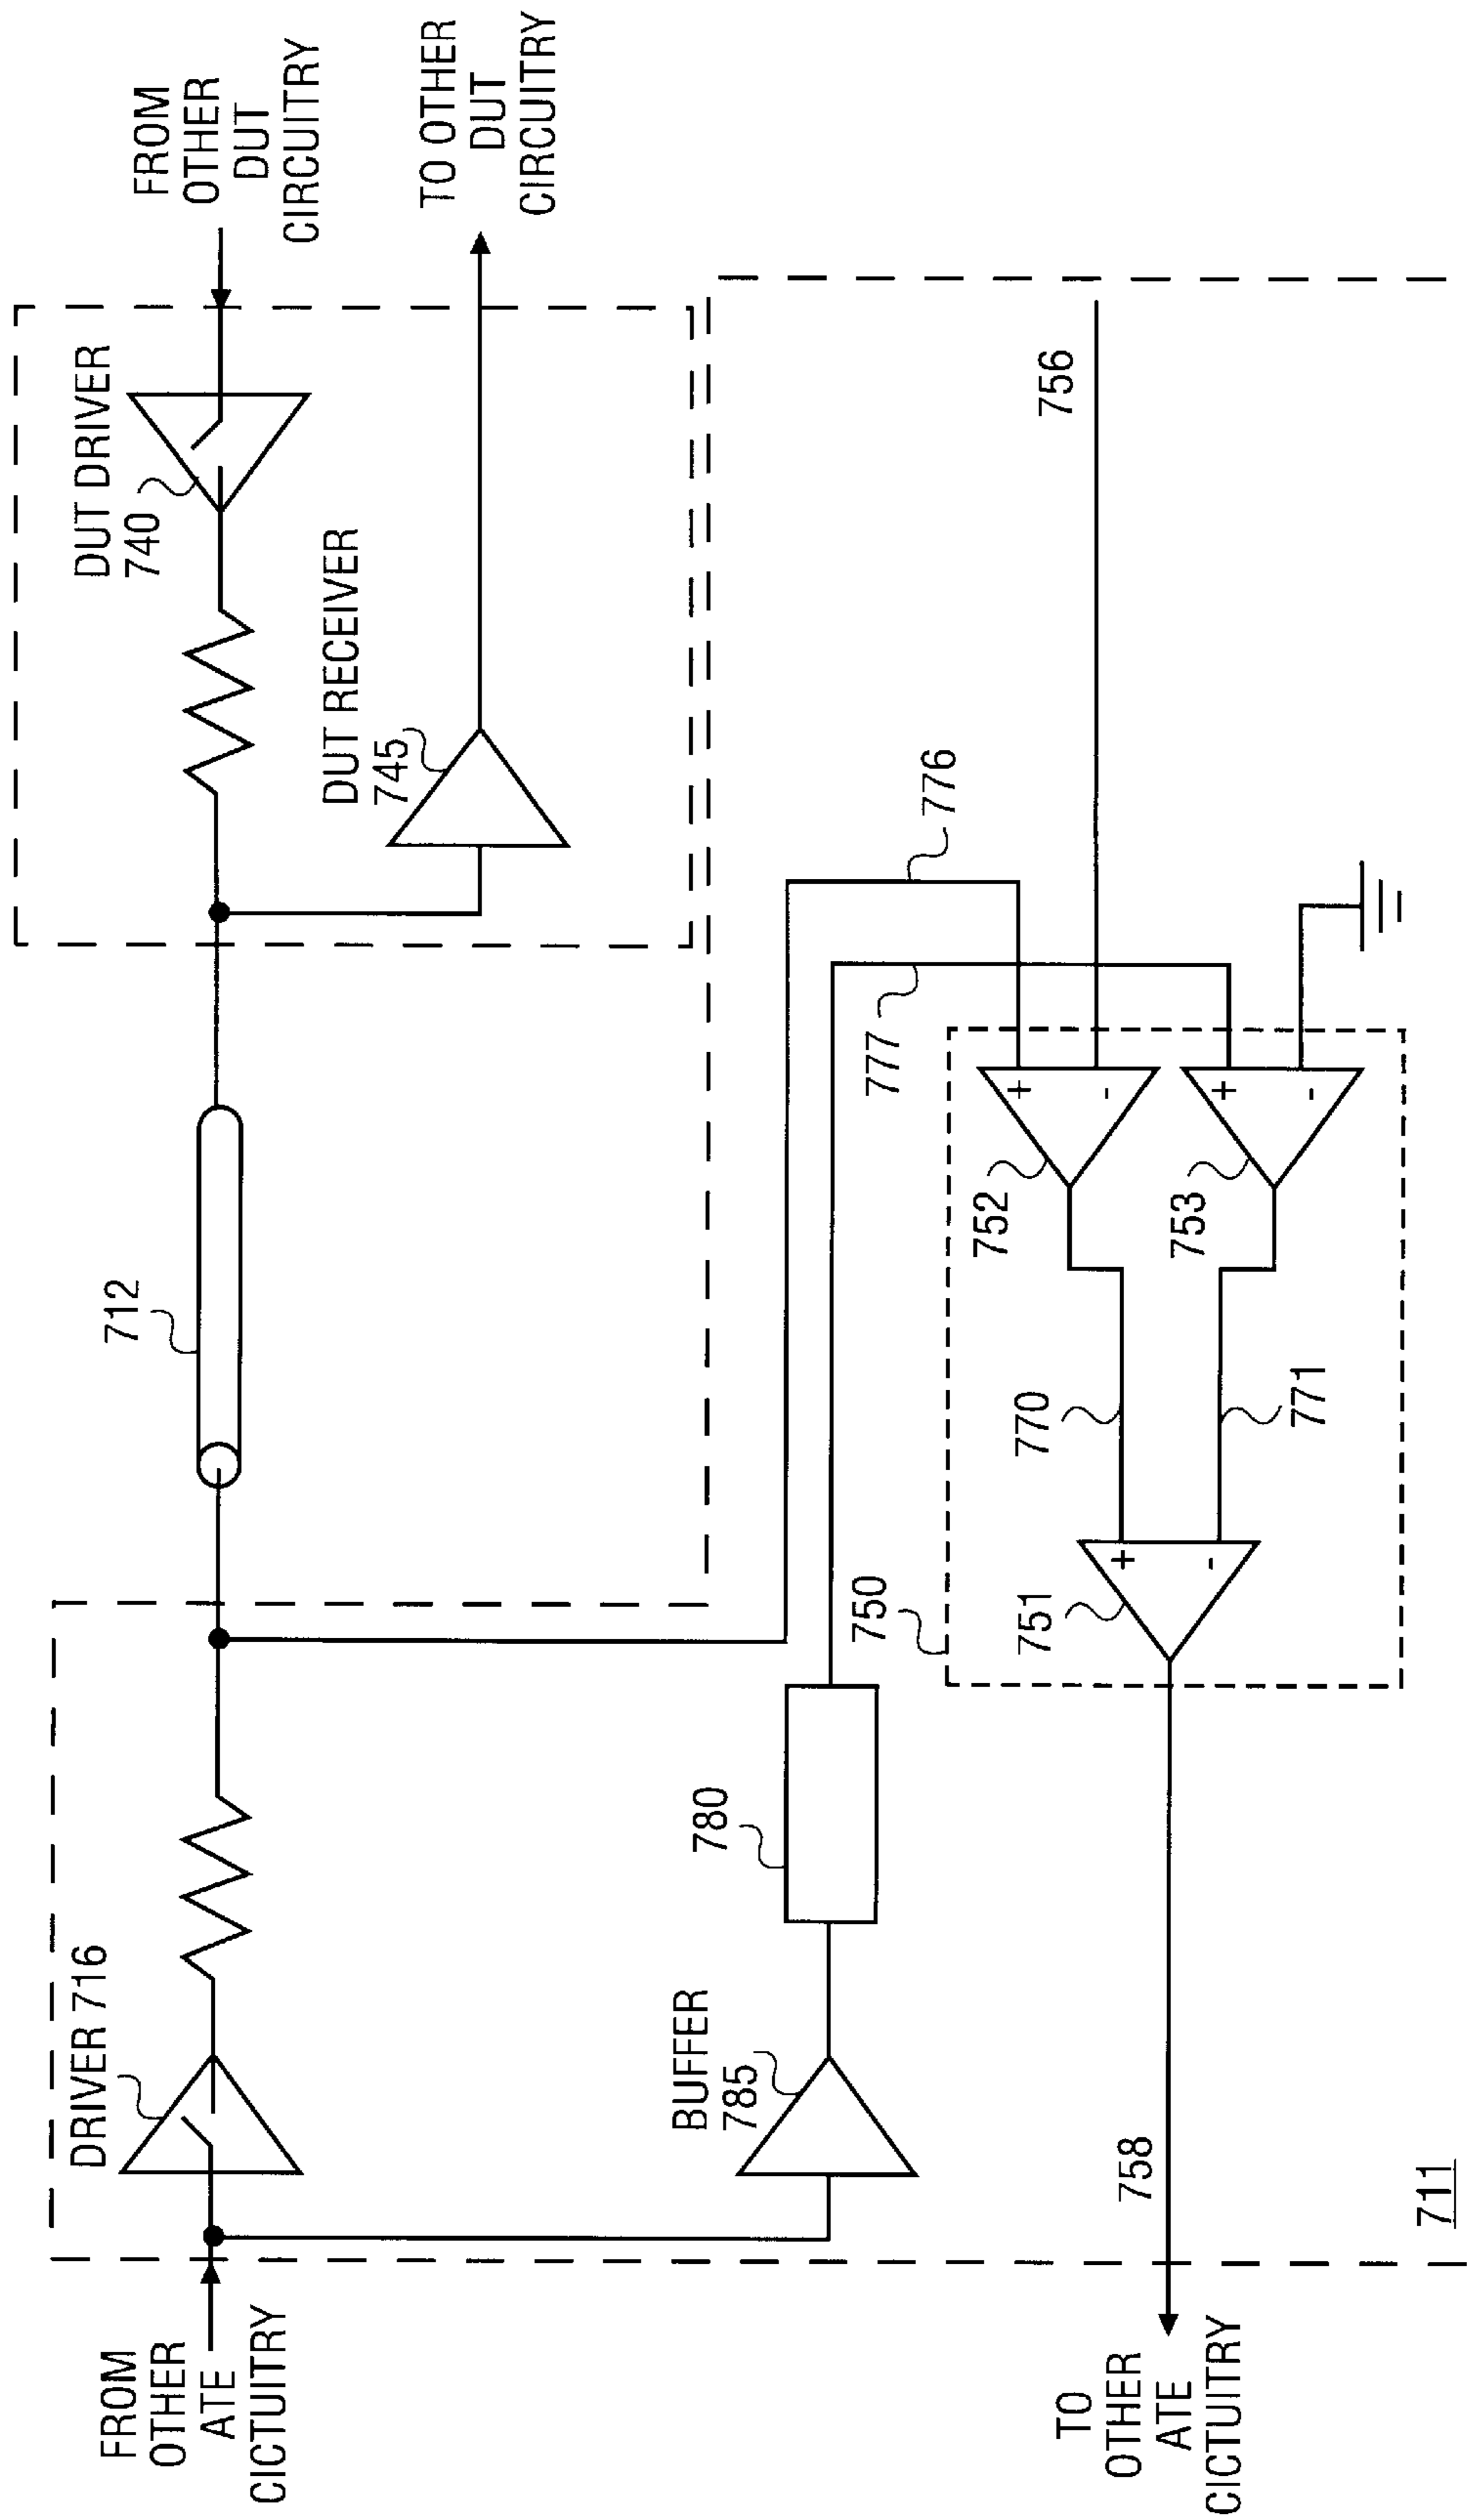 FROM
OTHER
DUT
CIRCUITRY
TO OTHER
DUT
CIRCUITRY
DUT DRIVER
740
DUT RECEIVER
745
712
756
776
777
+
-
752
+
-
753
770
771
+
-
751
750
DRIVER 716
780
BUFFER
785
758
711
FROM
OTHER
ATE
CICTUITRY
TO
OTHER
ATE
CICTUITRY